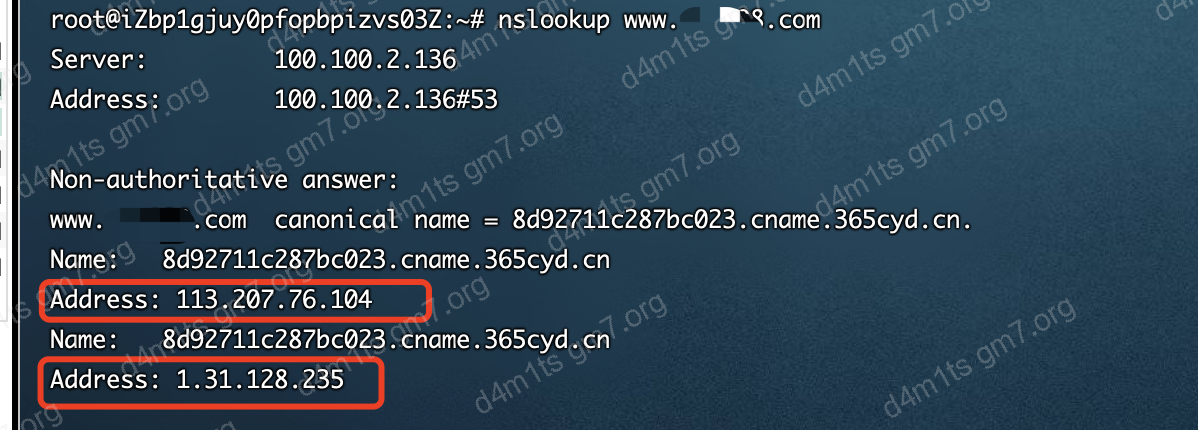 root@iZbp1gjuy0pfopbpizvs03Z:~# nslookup www. 8.com
Server: 100.100.2.136
Address: 100.100.2.136#53
Non-authoritative answer:
www. .com canonical name = 8d92711c287bc023.cname.365cyd.cn.
Name: 8d92711c287bc023.cname.365cyd.cn
Address: 113.207.76.104
Name: 8d92711c287bc023.cname.365cyd.cn
Address: 1.31.128.235
d4m1ts gm7.org